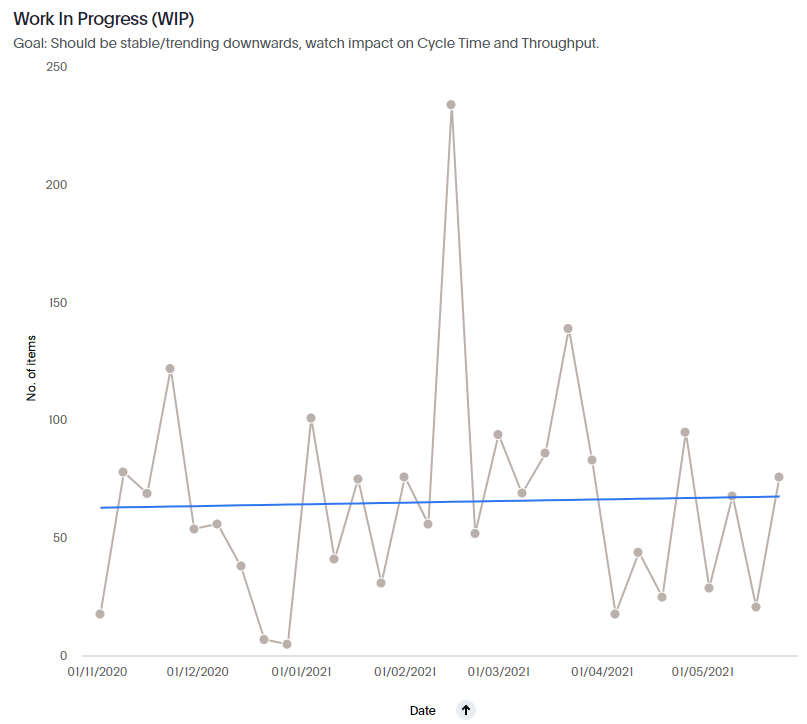 Work In Progress (WIP)
Goal: Should be stable/trending downwards, watch impact on Cycle Time and Throughput.
250
200
150
100
50
0
No. of Items
01/11/2020 01/12/2020 01/01/2021 01/02/2021 01/03/2021 01/04/2021 01/05/2021
Date